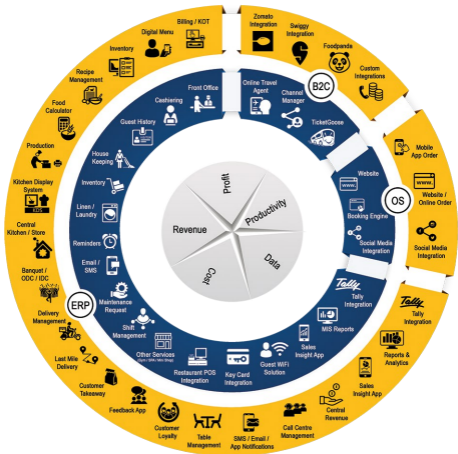 Billing / KOT
Digital Menu
Inventory
Recipe
Management
Food
Calculator
Production
Kitchen Display
System
Central
Kitchen / Store
Banquet /
ODC / IDC
Delivery
Management
Last Mile
Delivery
Customer
Takeaway
Feedback App
Customer
Loyalty
Table
Management
SMS / Email /
App Notifications
Call Centre
Management
Central
Revenue
Sales
Insight App
Reports &
Analytics
Tally
Tally
Integration
Zomato
Integration
Swiggy
Integration
Foodpanda
Custom
Integrations
Mobile
App Order
www.
Website /
Online Order
Social Media
Integration
B2C
OS
ERP
Front Office
Cashiering
Guest History
House
Keeping
Inventory
Linen /
Laundry
Reminders
Email /
SMS
Maintenance
Request
Shift
Management
Other Services
Restaurant POS
Integration
Key Card
Integration
Guest WiFi
Solution
Sales
Insight App
MIS Reports
Tally
Tally
Integration
Online Travel
Agent
Channel
Manager
TicketGoose
Website
www.
Booking Engine
Social Media
Integration
Profit
Productivity
Data
Cost
Revenue